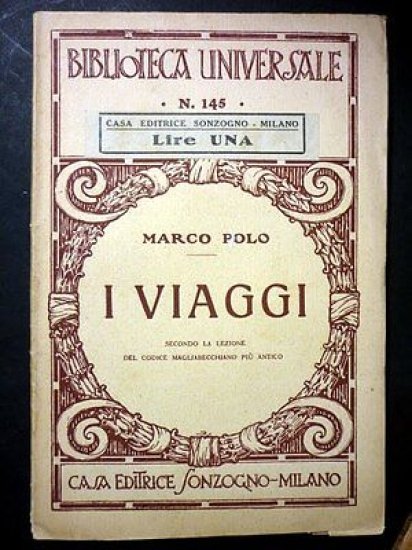 BIBLIOTECA UNIVERSALE
• N. 145 •
CASA EDITRICE SONZOGNO - MILANO
Lire UNA
MARCO POLO
I VIAGGI
SECONDO LA LEZIONE
DEL CODICE MAGLIABECCHIANO PIÙ ANTICO
CASA EDITRICE SONZOGNO-MILANO